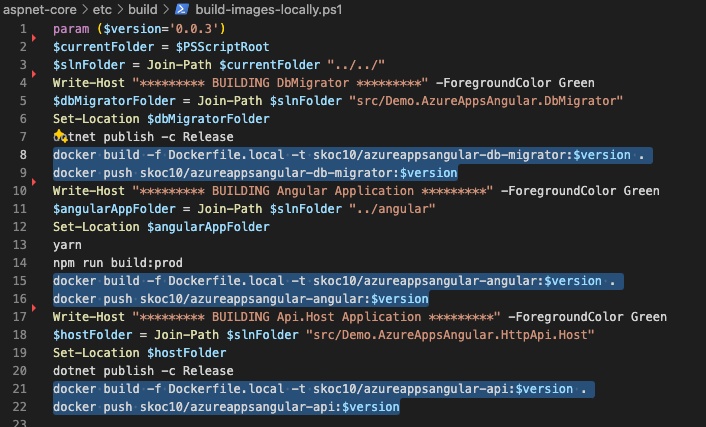 aspnet-core > etc > build > build-images-locally.ps1
1 param ($version='0.0.3')
2 $currentFolder = $PSScriptRoot
3 $slnFolder = Join-Path $currentFolder "../../"
4 Write-Host "********* BUILDING DbMigrator *********" -ForegroundColor Green
5 $dbMigratorFolder = Join-Path $slnFolder "src/Demo.AzureAppsAngular.DbMigrator"
6 Set-Location $dbMigratorFolder
7 dotnet publish -c Release
8 docker build -f Dockerfile.local -t skoc10/azureappsangular-db-migrator:$version .
9 docker push skoc10/azureappsangular-db-migrator:$version
10 Write-Host "********* BUILDING Angular Application *********" -ForegroundColor Green
11 $angularAppFolder = Join-Path $slnFolder "../angular"
12 Set-Location $angularAppFolder
13 yarn
14 npm run build:prod
15 docker build -f Dockerfile.local -t skoc10/azureappsangular-angular:$version .
16 docker push skoc10/azureappsangular-angular:$version
17 Write-Host "********* BUILDING Api.Host Application *********" -ForegroundColor Green
18 $hostFolder = Join-Path $slnFolder "src/Demo.AzureAppsAngular.HttpApi.Host"
19 Set-Location $hostFolder
20 dotnet publish -c Release
21 docker build -f Dockerfile.local -t skoc10/azureappsangular-api:$version .
22 docker push skoc10/azureappsangular-api:$version
23